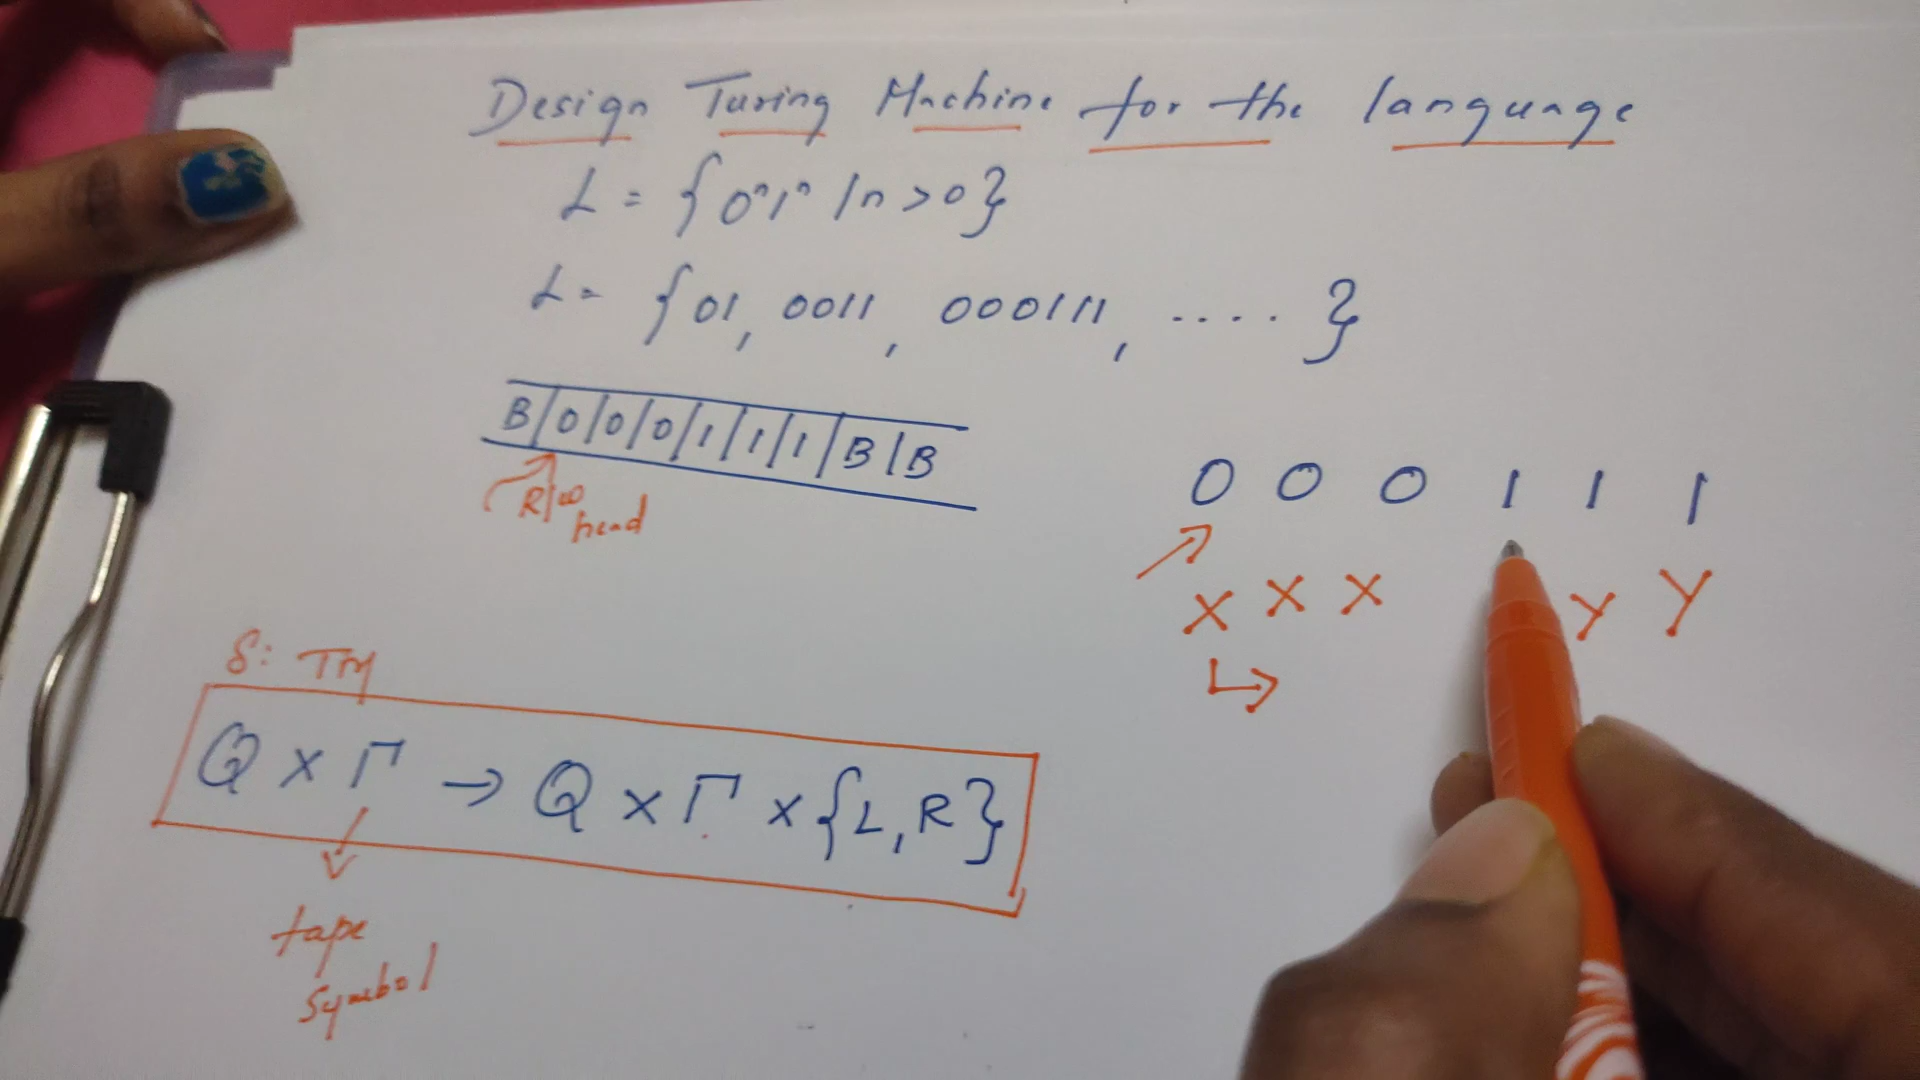 Design Turing Machine for the language
L = {0ⁿ1ⁿ | n > 0}
L = {01, 0011, 000111, .... }
B|0|0|0|1|1|1|B|B
R/W head
0 0 0 1 1 1
X X X Y Y
δ: TM
Q × Γ → Q × Γ × {L, R}
tape
symbol